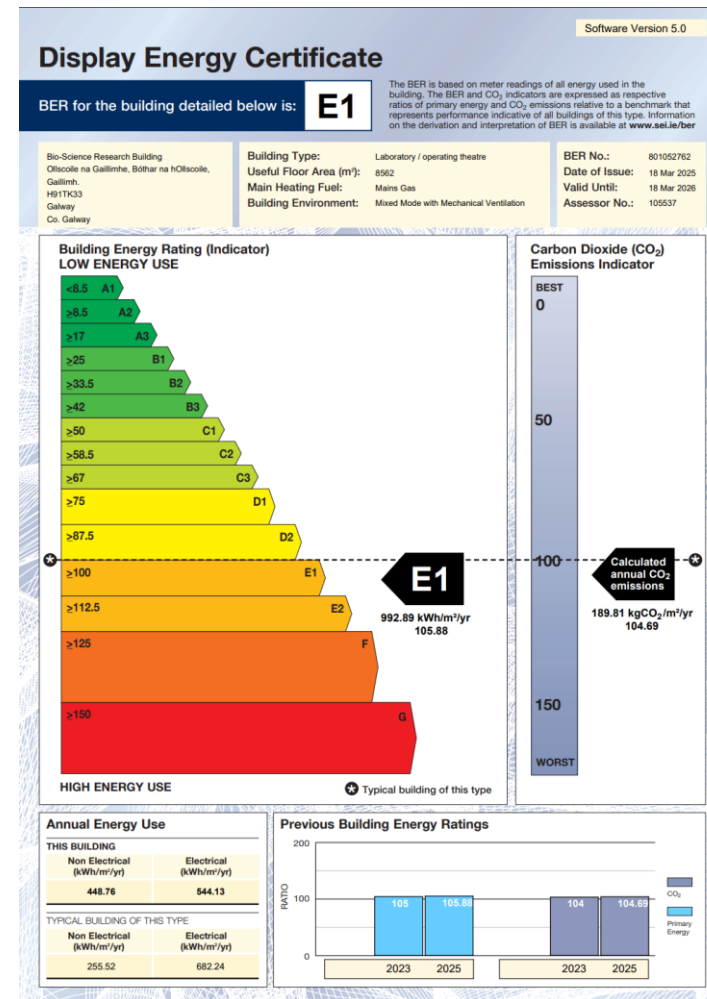 Software Version 5.0
Display Energy Certificate
BER for the building detailed below is: E1
The BER is based on meter readings of all energy used in the
building. The BER and CO₂ indicators are expressed as respective
ratios of primary energy and CO₂ emissions relative to a benchmark that
represents performance indicative of all buildings of this type. Information
on the derivation and interpretation of BER is available at www.sei.ie/ber
Bio-Science Research Building
Ollscoile na Gaillimhe, Bóthar na hOllscoile,
Gaillimh.
H91TK33
Galway
Co. Galway
Building Type: Laboratory / operating theatre
Useful Floor Area (m²): 8562
Main Heating Fuel: Mains Gas
Building Environment: Mixed Mode with Mechanical Ventilation
BER No.: 801052762
Date of Issue: 18 Mar 2025
Valid Until: 18 Mar 2026
Assessor No.: 105537
Building Energy Rating (Indicator)
LOW ENERGY USE
<8.5 A1
≥8.5 A2
≥17 A3
≥25 B1
≥33.5 B2
≥42 B3
≥50 C1
≥58.5 C2
≥67 C3
≥75 D1
≥87.5 D2
≥100 E1
≥112.5 E2
≥125 F
≥150 G
E1
992.89 kWh/m²/yr
105.88
HIGH ENERGY USE
Typical building of this type
Carbon Dioxide (CO₂)
Emissions Indicator
BEST
0
50
100
150
WORST
Calculated
annual CO₂
emissions
189.81 kgCO₂/m²/yr
104.69
Annual Energy Use
THIS BUILDING
Non Electrical Electrical
(kWh/m²/yr) (kWh/m²/yr)
448.76 544.13
TYPICAL BUILDING OF THIS TYPE
Non Electrical Electrical
(kWh/m²/yr) (kWh/m²/yr)
255.52 682.24
Previous Building Energy Ratings
RATIO
200
100
0
105 105.88 104 104.69
2023 2025 2023 2025
CO₂
Primary
Energy